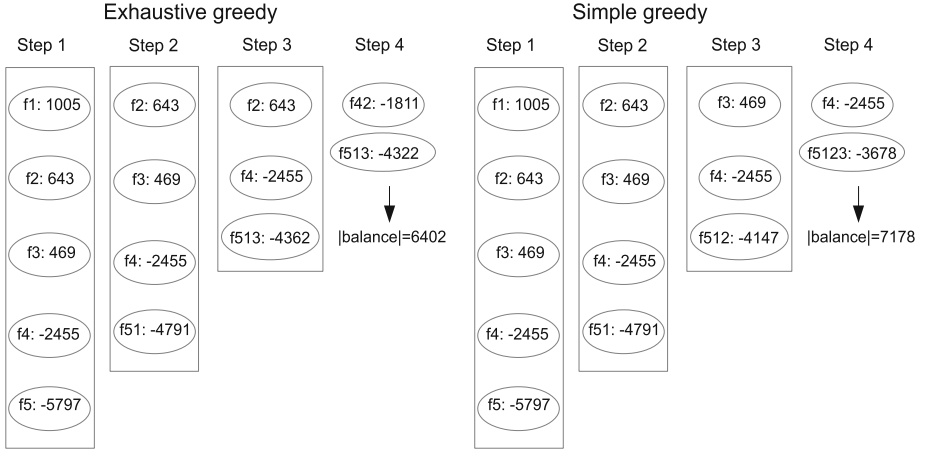 Exhaustive greedy
Step 1
Step 2
Step 3
Step 4
f1: 1005
f2: 643
f3: 469
f4: -2455
f5: -5797
f2: 643
f3: 469
f4: -2455
f51: -4791
f2: 643
f4: -2455
f513: -4362
f42: -1811
f513: -4322
|balance|=6402
Simple greedy
Step 1
Step 2
Step 3
Step 4
f1: 1005
f2: 643
f3: 469
f4: -2455
f5: -5797
f2: 643
f3: 469
f4: -2455
f51: -4791
f3: 469
f4: -2455
f512: -4147
f4: -2455
f5123: -3678
|balance|=7178